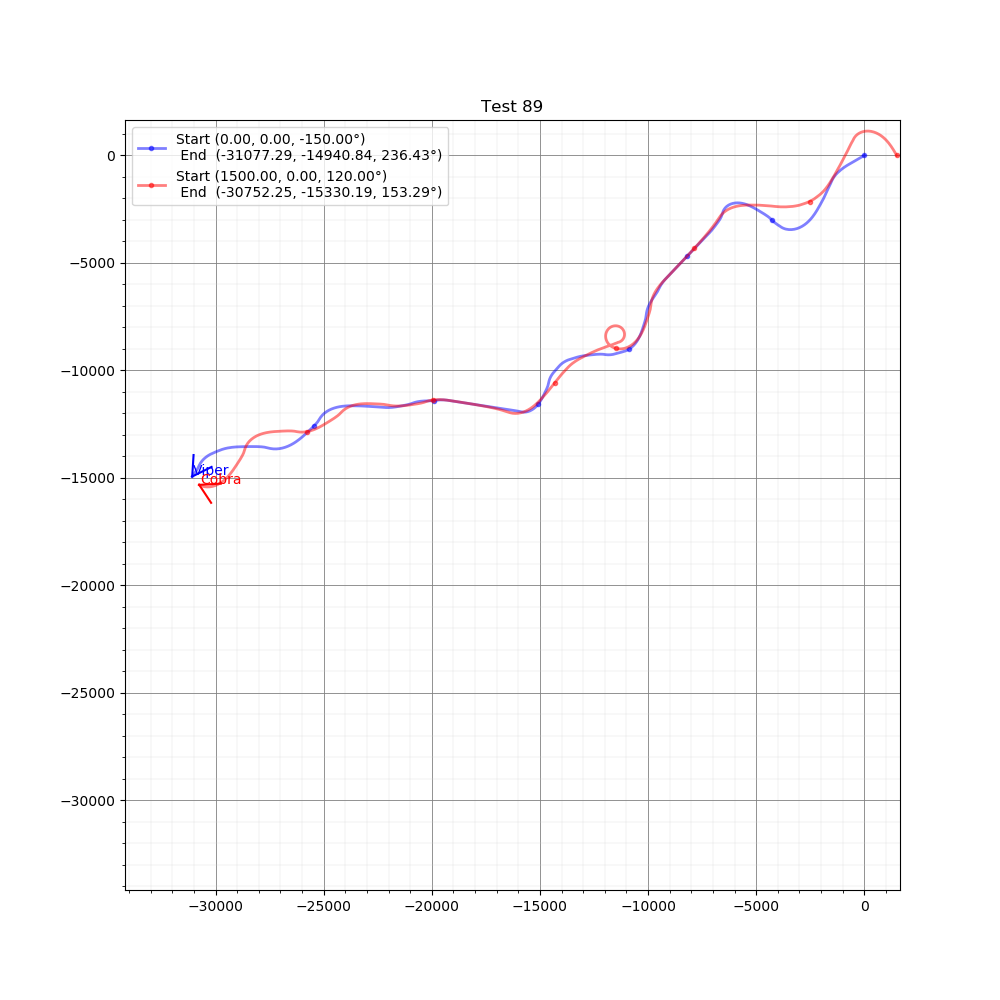 Test 89
Start (0.00, 0.00, -150.00°)
End  (-31077.29, -14940.84, 236.43°)
Start (1500.00, 0.00, 120.00°)
End  (-30752.25, -15330.19, 153.29°)
0
−5000
−10000
−15000
−20000
−25000
−30000
Viper
Cobra
−30000
−25000
−20000
−15000
−10000
−5000
0